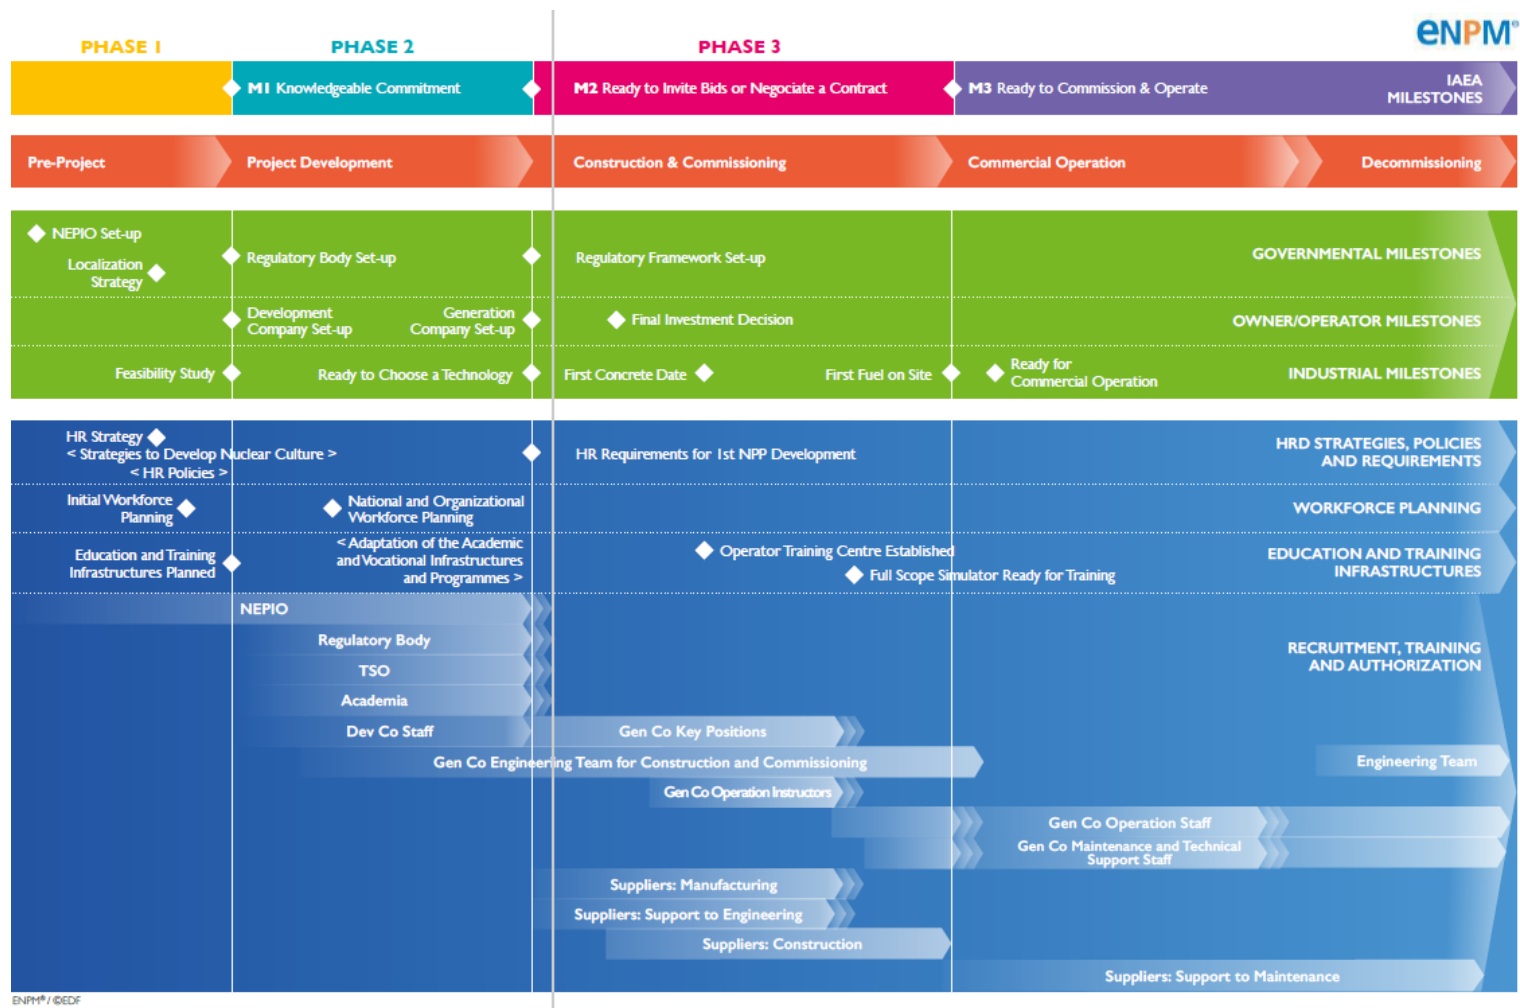 eNPM®
PHASE 1
PHASE 2
PHASE 3
M1 Knowledgeable Commitment
M2 Ready to Invite Bids or Negociate a Contract
M3 Ready to Commission & Operate
IAEA
MILESTONES
Pre-Project
Project Development
Construction & Commissioning
Commercial Operation
Decommissioning
NEPIO Set-up
Localization
Strategy
Regulatory Body Set-up
Regulatory Framework Set-up
GOVERNMENTAL MILESTONES
Development
Company Set-up
Generation
Company Set-up
Final Investment Decision
OWNER/OPERATOR MILESTONES
Feasibility Study
Ready to Choose a Technology
First Concrete Date
First Fuel on Site
Ready for
Commercial Operation
INDUSTRIAL MILESTONES
HR Strategy
< Strategies to Develop Nuclear Culture >
< HR Policies >
HR Requirements for 1st NPP Development
HRD STRATEGIES, POLICIES
AND REQUIREMENTS
Initial Workforce
Planning
National and Organizational
Workforce Planning
WORKFORCE PLANNING
Education and Training
Infrastructures Planned
< Adaptation of the Academic
and Vocational Infrastructures
and Programmes >
Operator Training Centre Established
Full Scope Simulator Ready for Training
EDUCATION AND TRAINING
INFRASTRUCTURES
NEPIO
Regulatory Body
TSO
Academia
RECRUITMENT, TRAINING
AND AUTHORIZATION
Dev Co Staff
Gen Co Key Positions
Gen Co Engineering Team for Construction and Commissioning
Engineering Team
Gen Co Operation Instructors
Gen Co Operation Staff
Gen Co Maintenance and Technical
Support Staff
Suppliers: Manufacturing
Suppliers: Support to Engineering
Suppliers: Construction
Suppliers: Support to Maintenance
ENPM® / ©EDF